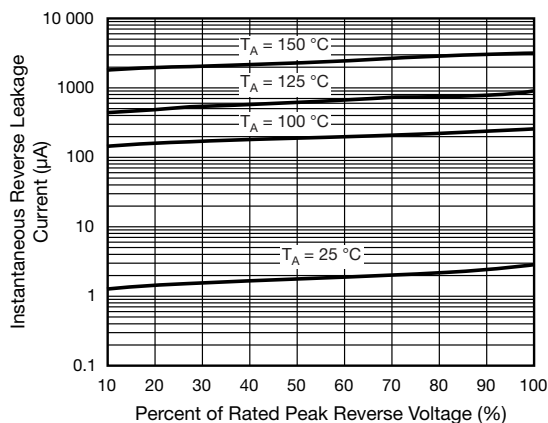 10 000
1000
100
10
1
0.1
Instantaneous Reverse Leakage
Current (µA)
T_A = 150 °C
T_A = 125 °C
T_A = 100 °C
T_A = 25 °C
10 20 30 40 50 60 70 80 90 100
Percent of Rated Peak Reverse Voltage (%)